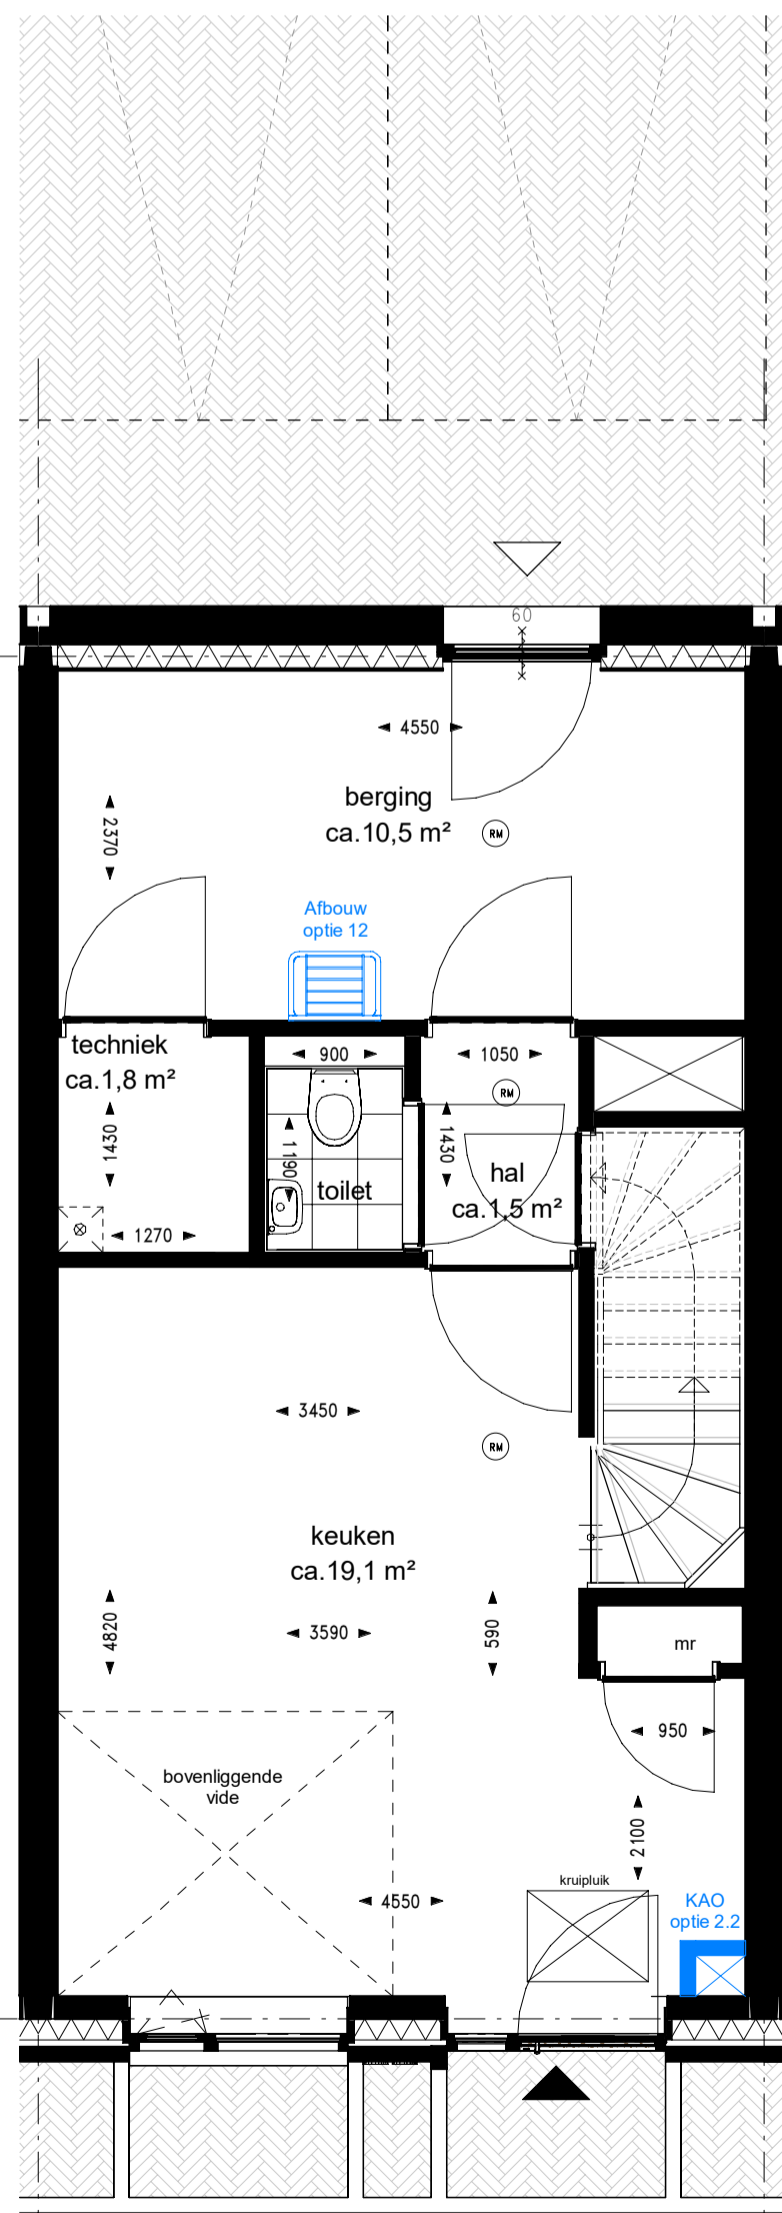 60
4550
berging
ca.10,5 m²
RM
2370
Afbouw
optie 12
techniek
ca.1,8 m²
900
1050
RM
1430
1190
1430
toilet
hal
ca.1,5 m²
1270
3450
RM
keuken
ca.19,1 m²
4820
3590
590
mr
950
bovenliggende
vide
2100
kruipluik
4550
KAO
optie 2.2